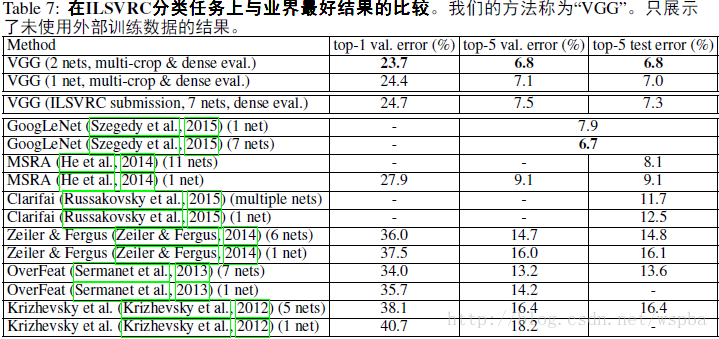 Table 7: 在ILSVRC分类任务上与业界最好结果的比较。我们的方法称为“VGG”。只展示
了未使用外部训练数据的结果。
Method top-1 val. error (%) top-5 val. error (%) top-5 test error (%)
VGG (2 nets, multi-crop & dense eval.) 23.7 6.8 6.8
VGG (1 net, multi-crop & dense eval.) 24.4 7.1 7.0
VGG (ILSVRC submission, 7 nets, dense eval.) 24.7 7.5 7.3
GoogLeNet (Szegedy et al., 2015) (1 net) - 7.9
GoogLeNet (Szegedy et al., 2015) (7 nets) - 6.7
MSRA (He et al., 2014) (11 nets) - - 8.1
MSRA (He et al., 2014) (1 net) 27.9 9.1 9.1
Clarifai (Russakovsky et al., 2015) (multiple nets) - - 11.7
Clarifai (Russakovsky et al., 2015) (1 net) - - 12.5
Zeiler & Fergus (Zeiler & Fergus, 2014) (6 nets) 36.0 14.7 14.8
Zeiler & Fergus (Zeiler & Fergus, 2014) (1 net) 37.5 16.0 16.1
OverFeat (Sermanet et al., 2013) (7 nets) 34.0 13.2 13.6
OverFeat (Sermanet et al., 2013) (1 net) 35.7 14.2 -
Krizhevsky et al. (Krizhevsky et al., 2012) (5 nets) 38.1 16.4 16.4
Krizhevsky et al. (Krizhevsky et al., 2012) (1 net) 40.7 18.2 -
http://blog.csdn.net/wspba